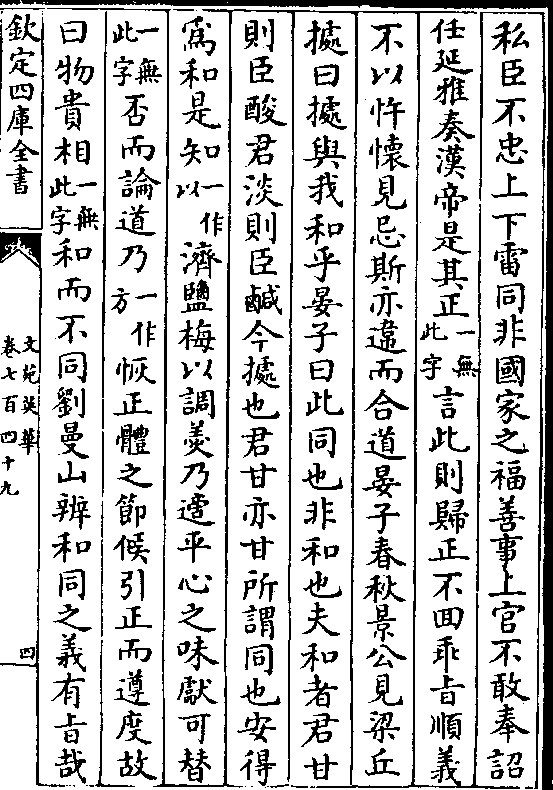 私臣不忠上下雷同非國家之福善事上官不敢奉詔
任延雅奏漢帝是其正一無此字言此則歸正不回乖旨順義
不以忤懷見忌斯亦違而合道晏子春秋景公見梁丘
據曰據與我和乎晏子曰此同也非和也夫和者君甘
則臣酸君淡則臣鹹今據也君甘亦甘所謂同也安得
爲和是知一作以濟鹽梅以調羮乃適平心之味獻可替
一無此字否而論道乃一作方恢正體之節候引正而遵度故
曰物貴相一無此字和而不同劉曼山辨和同之義有旨哉
欽定四庫全書
文苑英華
卷七百四十九
四